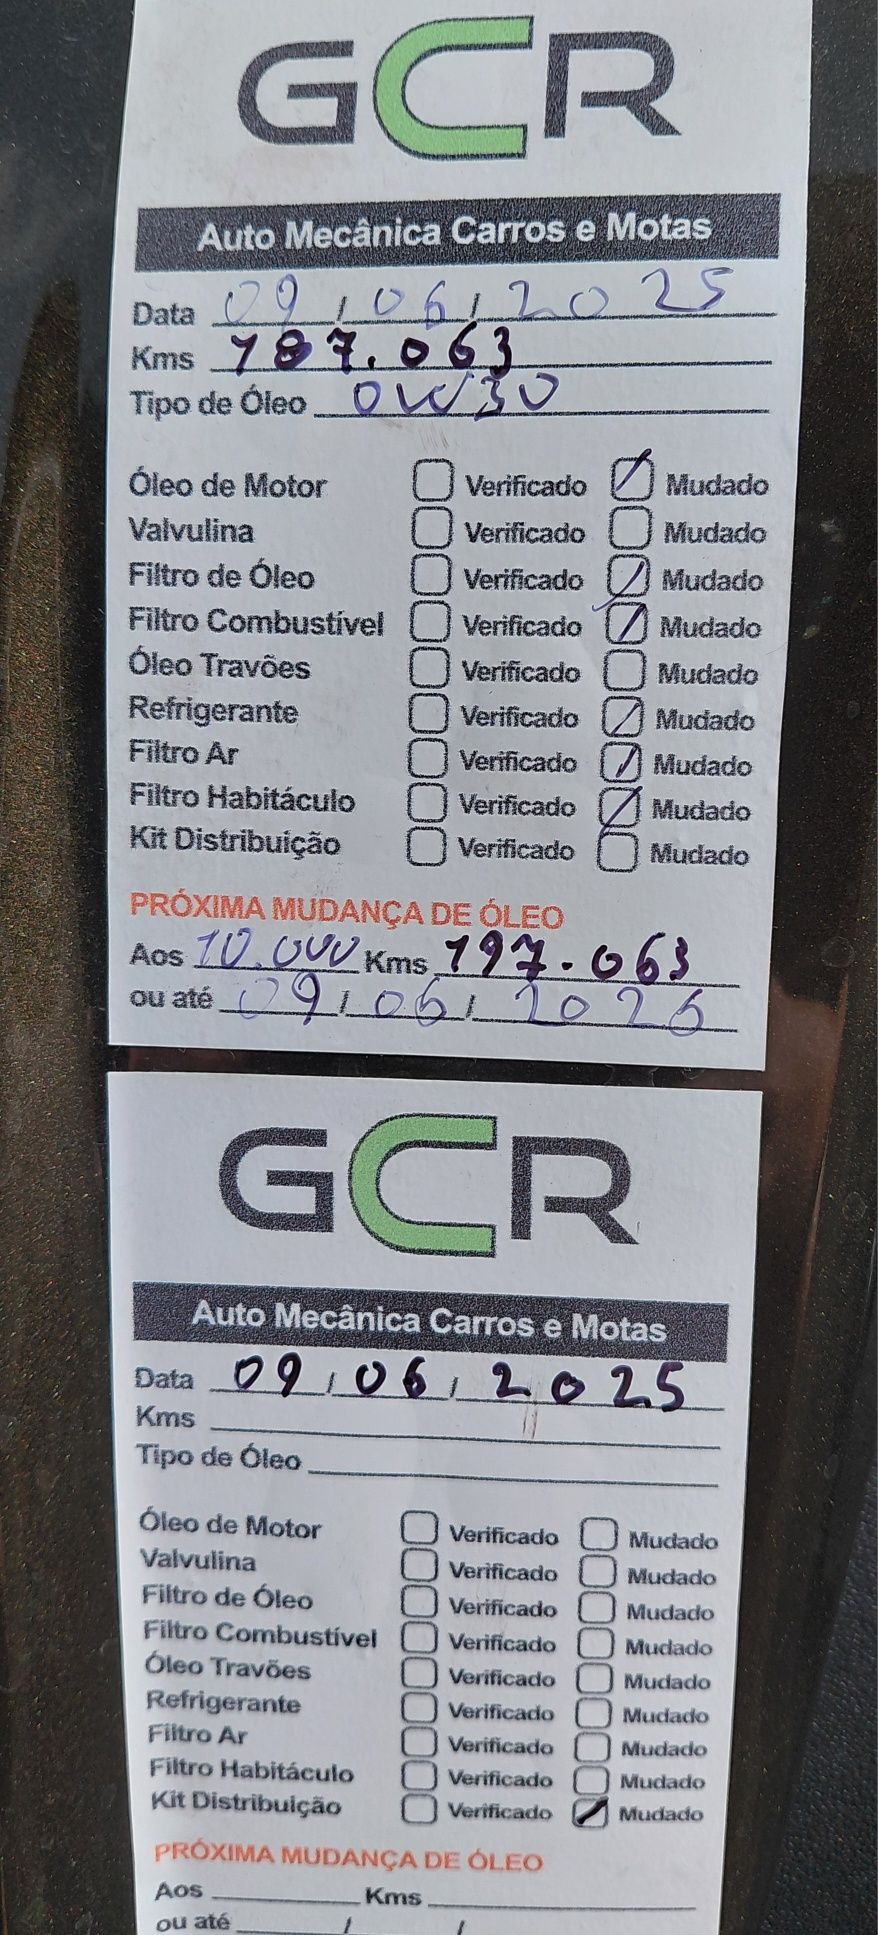 GCR
Auto Mecânica Carros e Motas
Data 09 / 06 / 2025
Kms 187.063
Tipo de Óleo 0W30
Óleo de Motor Verificado Mudado
Valvulina Verificado Mudado
Filtro de Óleo Verificado Mudado
Filtro Combustível Verificado Mudado
Óleo Travões Verificado Mudado
Refrigerante Verificado Mudado
Filtro Ar Verificado Mudado
Filtro Habitáculo Verificado Mudado
Kit Distribuição Verificado Mudado
PRÓXIMA MUDANÇA DE ÓLEO
Aos 10.000 Kms 197.063
ou até 09 / 06 / 2026
GCR
Auto Mecânica Carros e Motas
Data 09 / 06 / 2025
Kms
Tipo de Óleo
Óleo de Motor Verificado Mudado
Valvulina Verificado Mudado
Filtro de Óleo Verificado Mudado
Filtro Combustível Verificado Mudado
Óleo Travões Verificado Mudado
Refrigerante Verificado Mudado
Filtro Ar Verificado Mudado
Filtro Habitáculo Verificado Mudado
Kit Distribuição Verificado Mudado
PRÓXIMA MUDANÇA DE ÓLEO
Aos Kms
ou até / /